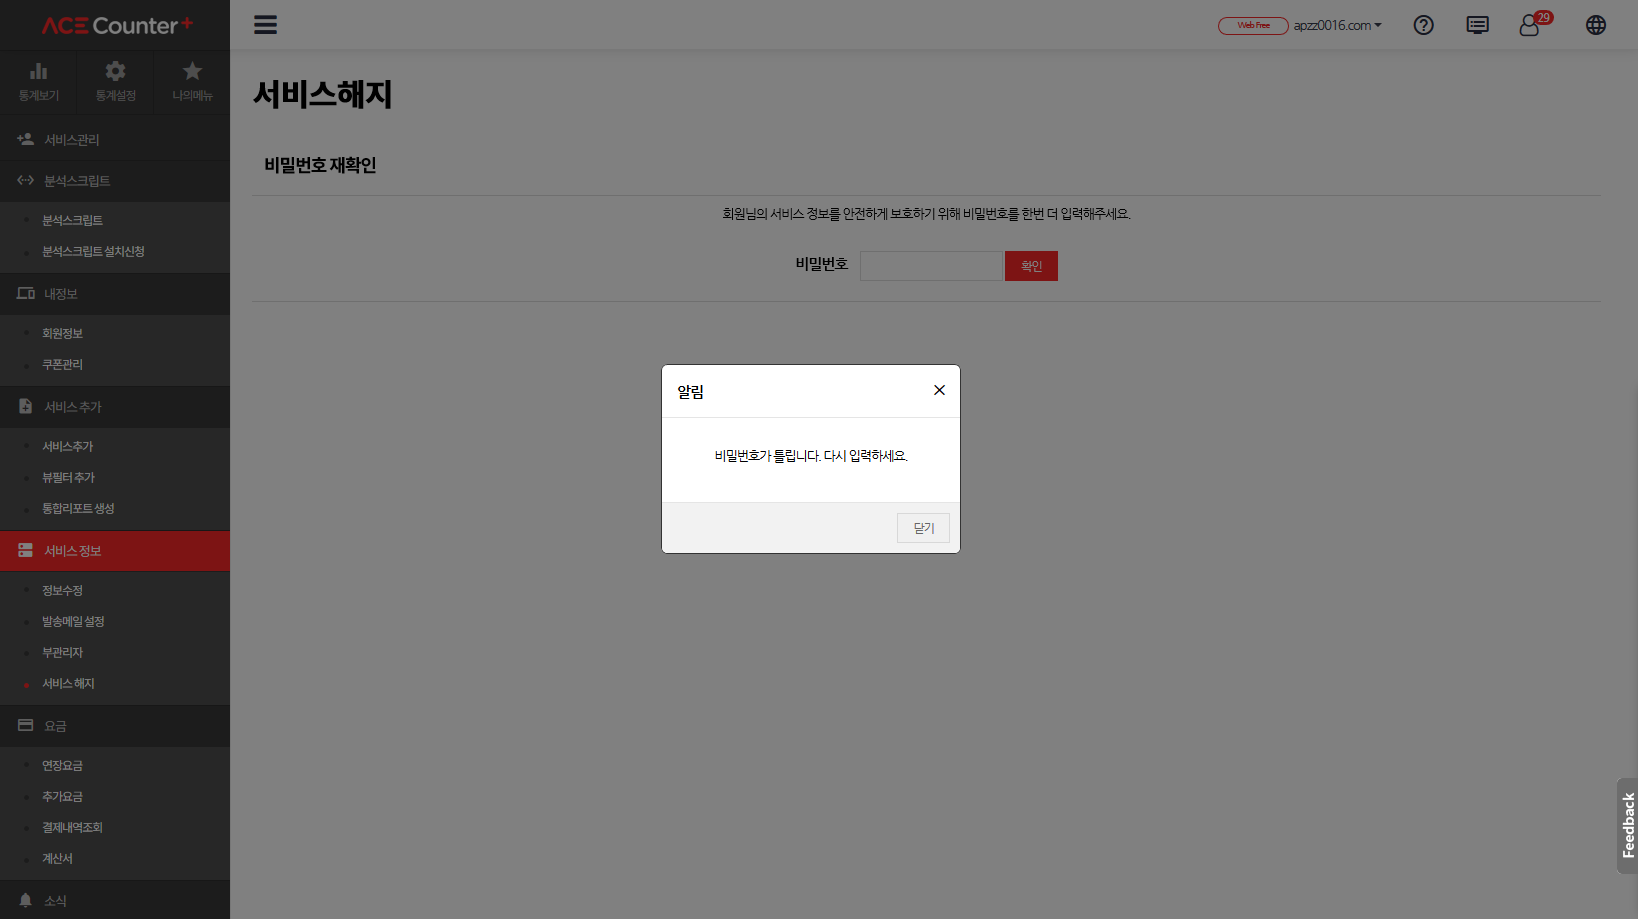 ACE Counter+
통계보기
통계설정
나의메뉴
서비스관리
분석스크립트
분석스크립트
분석스크립트 설치신청
내정보
회원정보
쿠폰관리
서비스 추가
서비스추가
뷰필터 추가
통합리포트 생성
서비스 정보
정보수정
발송메일 설정
부관리자
서비스 해지
요금
연장요금
추가요금
결제내역조회
계산서
소식
Web Free
apzz0016.com
29
서비스해지
비밀번호 재확인
회원님의 서비스 정보를 안전하게 보호하기 위해 비밀번호를 한번 더 입력해주세요.
비밀번호
확인
알림
비밀번호가 틀립니다. 다시 입력하세요.
닫기
Feedback